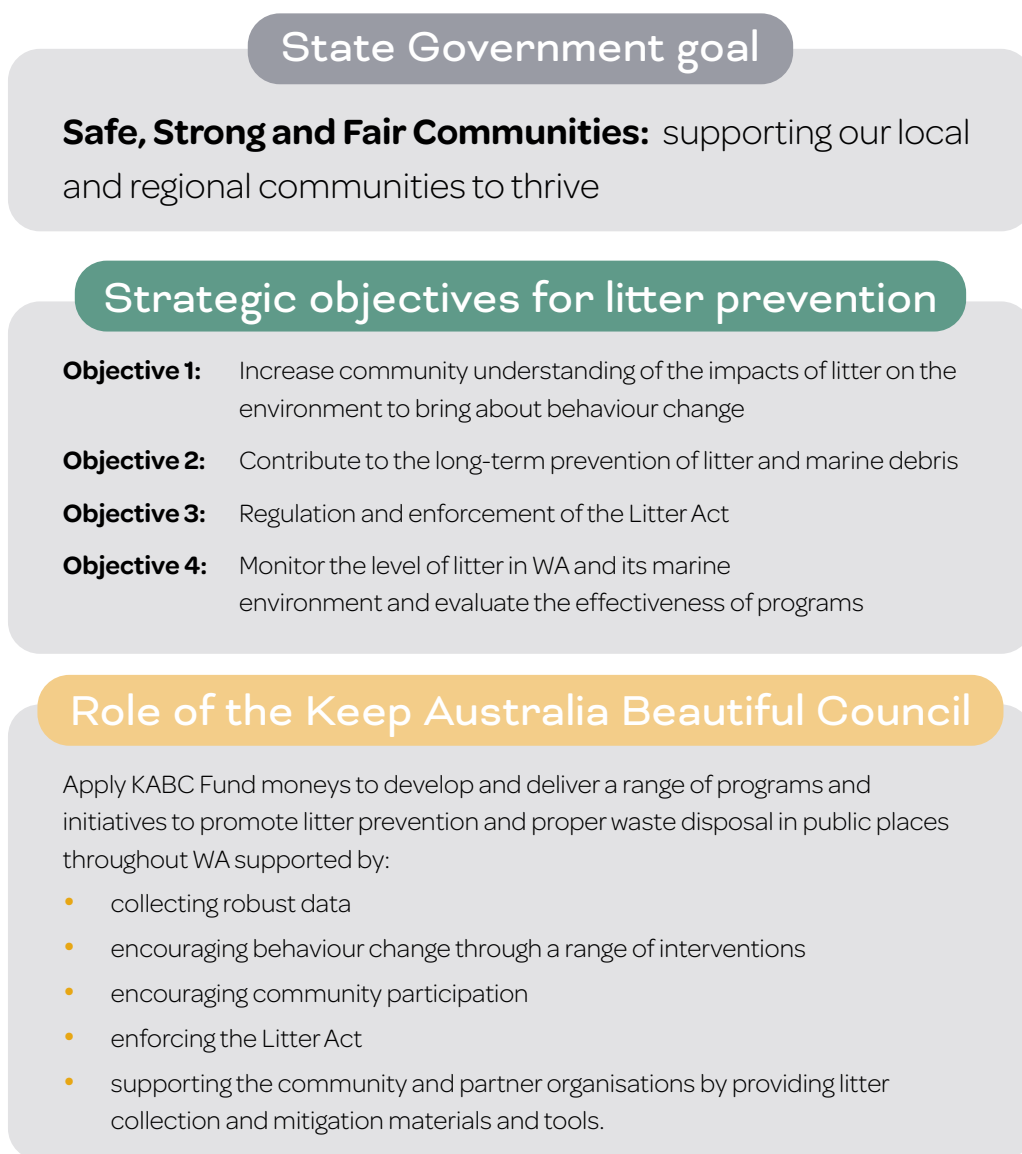 State Government goal
Safe, Strong and Fair Communities: supporting our local
and regional communities to thrive
Strategic objectives for litter prevention
Objective 1: Increase community understanding of the impacts of litter on the
environment to bring about behaviour change
Objective 2: Contribute to the long-term prevention of litter and marine debris
Objective 3: Regulation and enforcement of the Litter Act
Objective 4: Monitor the level of litter in WA and its marine
environment and evaluate the effectiveness of programs
Role of the Keep Australia Beautiful Council
Apply KABC Fund moneys to develop and deliver a range of programs and
initiatives to promote litter prevention and proper waste disposal in public places
throughout WA supported by:
• collecting robust data
• encouraging behaviour change through a range of interventions
• encouraging community participation
• enforcing the Litter Act
• supporting the community and partner organisations by providing litter
collection and mitigation materials and tools.